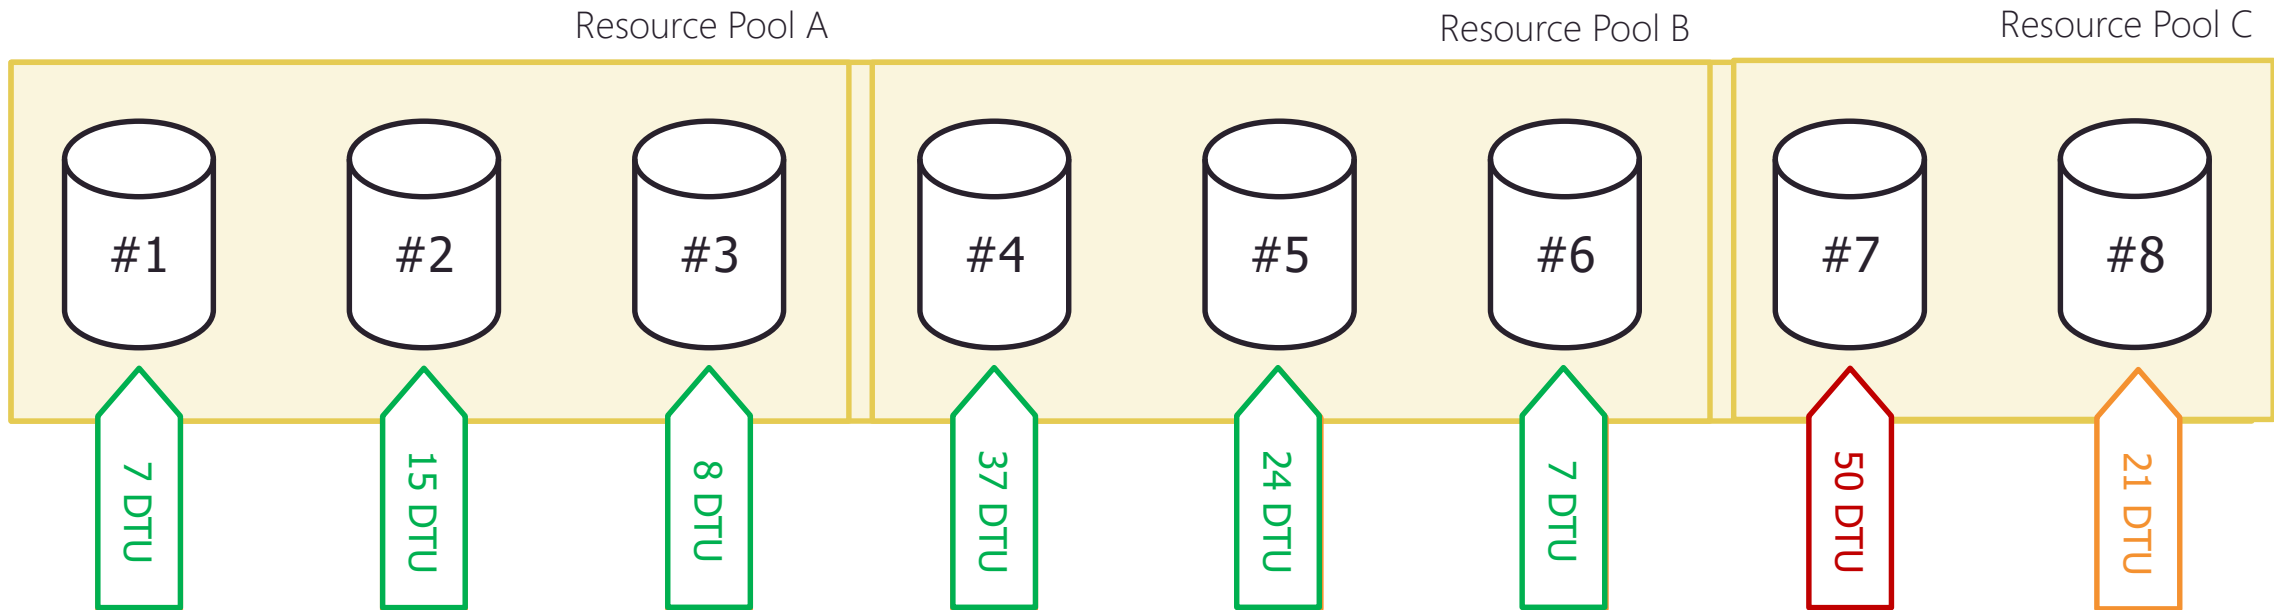 Resource Pool A
Resource Pool B
Resource Pool C
#1
#2
#3
#4
#5
#6
#7
#8
7 DTU
15 DTU
8 DTU
37 DTU
24 DTU
7 DTU
50 DTU
21 DTU